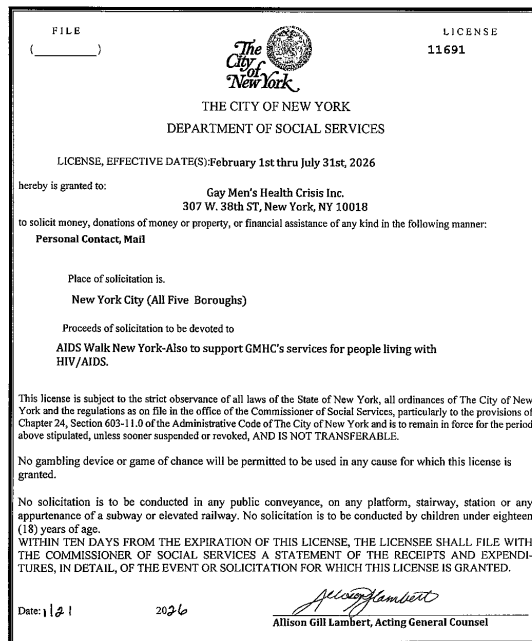 FILE
LICENSE
(          )
11691
The
City
of
New York
THE CITY OF NEW YORK
DEPARTMENT OF SOCIAL SERVICES
LICENSE, EFFECTIVE DATE(S):February 1st thru July 31st, 2026
hereby is granted to:
Gay Men's Health Crisis Inc.
307 W. 38th ST, New York, NY 10018
to solicit money, donations of money or property, or financial assistance of any kind in the following manner:
Personal Contact, Mail
Place of solicitation is.
New York City (All Five Boroughs)
Proceeds of solicitation to be devoted to
AIDS Walk New York-Also to support GMHC's services for people living with
HIV/AIDS.
This license is subject to the strict observance of all laws of the State of New York, all ordinances of The City of New
York and the regulations as on file in the office of the Commissioner of Social Services, particularly to the provisions of
Chapter 24, Section 603-11.0 of the Administrative Code of The City of New York and is to remain in force for the period
above stipulated, unless sooner suspended or revoked, AND IS NOT TRANSFERABLE.
No gambling device or game of chance will be permitted to be used in any cause for which this license is
granted.
No solicitation is to be conducted in any public conveyance, on any platform, stairway, station or any
appurtenance of a subway or elevated railway. No solicitation is to be conducted by children under eighteen
(18) years of age.
WITHIN TEN DAYS FROM THE EXPIRATION OF THIS LICENSE, THE LICENSEE SHALL FILE WITH
THE COMMISSIONER OF SOCIAL SERVICES A STATEMENT OF THE RECEIPTS AND EXPENDI-
TURES, IN DETAIL, OF THE EVENT OR SOLICITATION FOR WHICH THIS LICENSE IS GRANTED.
Date: 1/21 2026
Allison Gill Lambert, Acting General Counsel